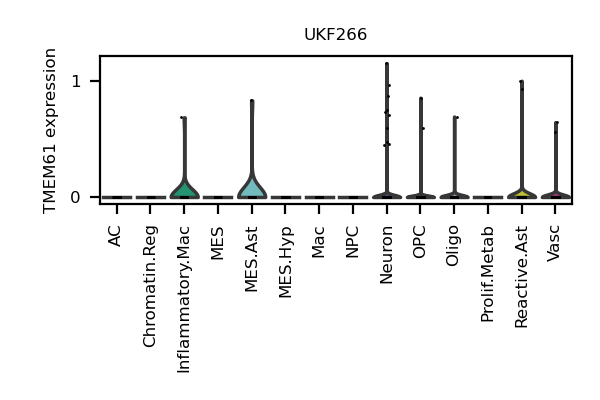 UKF266
TMEM61 expression
1
0
AC
Chromatin.Reg
Inflammatory.Mac
MES
MES.Ast
MES.Hyp
Mac
NPC
Neuron
OPC
Oligo
Prolif.Metab
Reactive.Ast
Vasc